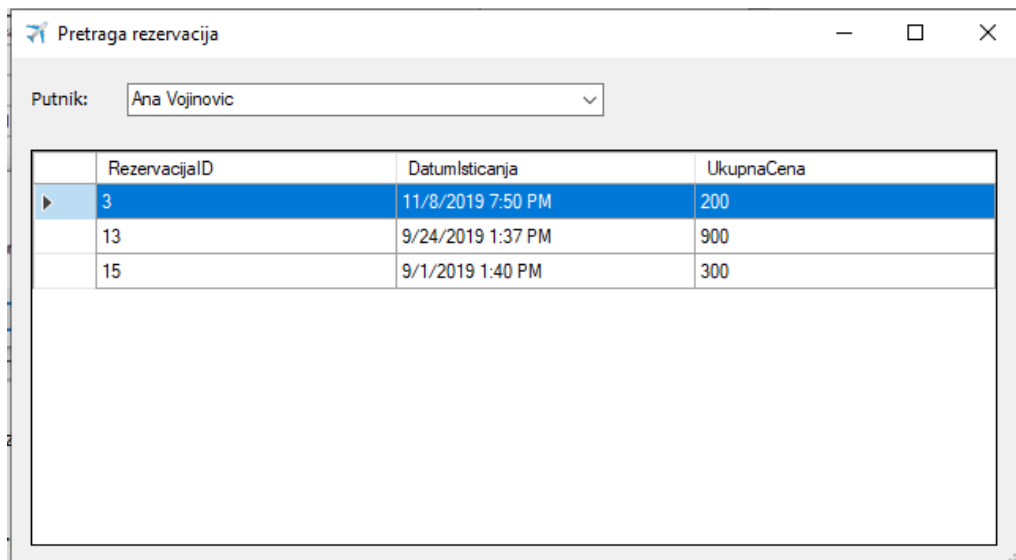 Pretraga rezervacija
Putnik: Ana Vojinovic
RezervacijaID DatumIsticanja UkupnaCena
3 11/8/2019 7:50 PM 200
13 9/24/2019 1:37 PM 900
15 9/1/2019 1:40 PM 300